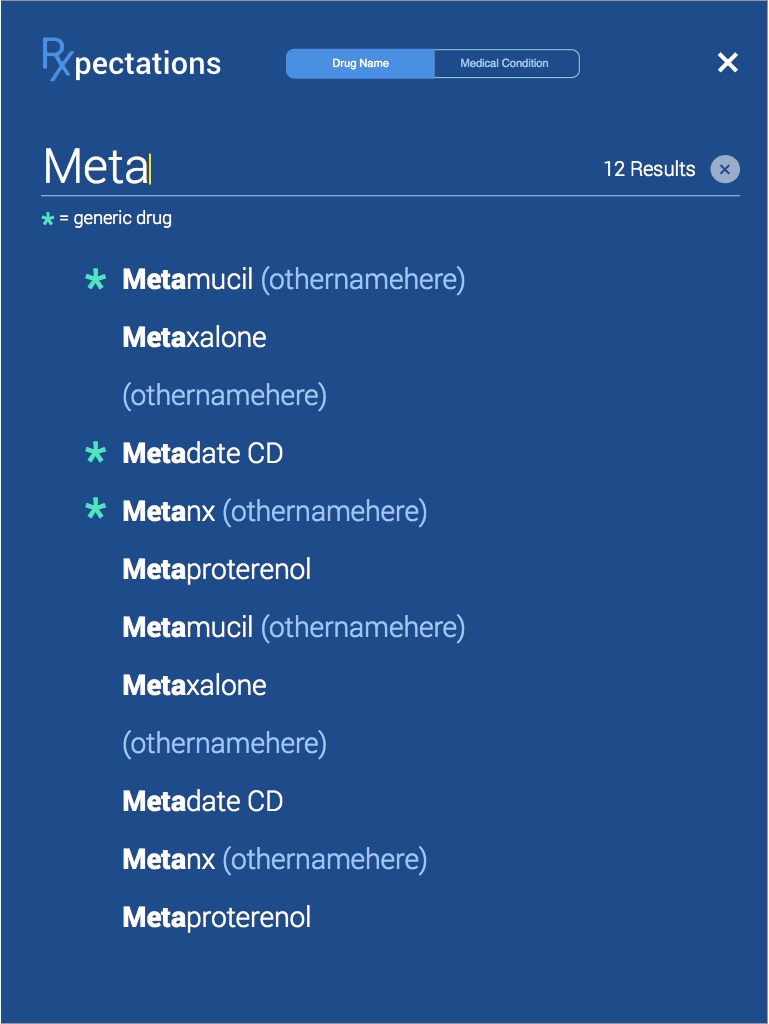 Rxpectations
Drug Name
Medical Condition
Meta
12 Results
* = generic drug
* Metamucil (othernamehere)
Metaxalone
(othernamehere)
* Metadate CD
* Metanx (othernamehere)
Metaproterenol
Metamucil (othernamehere)
Metaxalone
(othernamehere)
Metadate CD
Metanx (othernamehere)
Metaproterenol